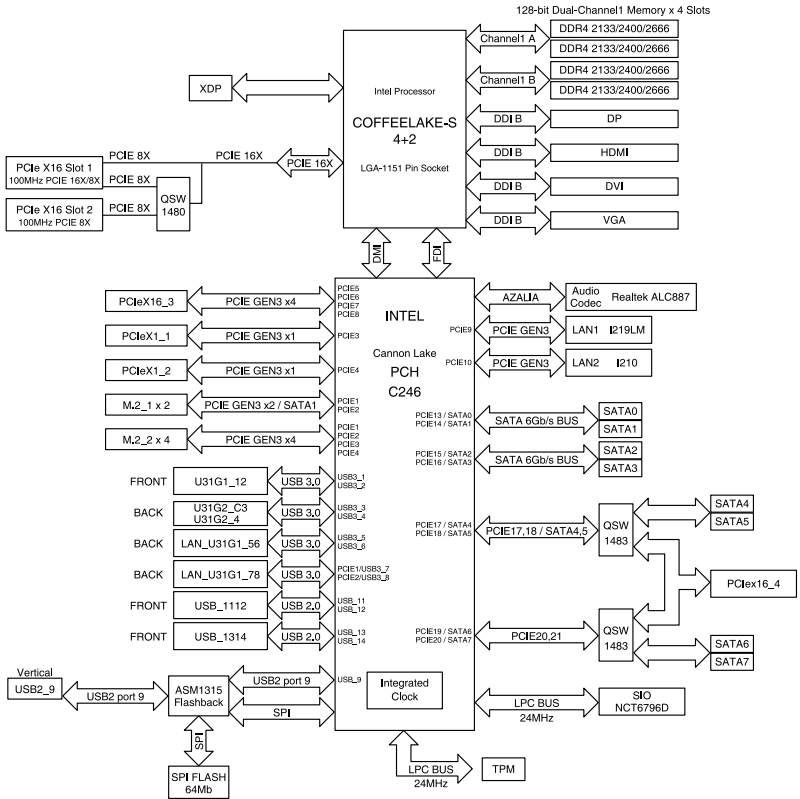 128-bit Dual-Channel1 Memory x 4 Slots
DDR4 2133/2400/2666
Channel1 A
DDR4 2133/2400/2666
DDR4 2133/2400/2666
Channel1 B
DDR4 2133/2400/2666
XDP
Intel Processor
COFFEELAKE-S
4+2
LGA-1151 Pin Socket
DDI B
DP
DDI B
HDMI
DDI B
DVI
DDI B
VGA
PCIe X16 Slot 1
100MHz PCIE 16X/8X
PCIE 8X
PCIE 16X
PCIE 16X
PCIE 8X
QSW
1480
PCIe X16 Slot 2
100MHz PCIE 8X
PCIE 8X
DMI
FDI
INTEL
Cannon Lake
PCH
C246
PCIeX16_3
PCIE GEN3 x4
PCIE5
PCIE6
PCIE7
PCIE8
PCIeX1_1
PCIE GEN3 x1
PCIE3
PCIeX1_2
PCIE GEN3 x1
PCIE4
M.2_1 x 2
PCIE GEN3 x2 / SATA1
PCIE1
PCIE2
M.2_2 x 4
PCIE GEN3 x4
PCIE1
PCIE2
PCIE3
PCIE4
FRONT
U31G1_12
USB 3.0
USB3_1
USB3_2
BACK
U31G2_C3
U31G2_4
USB 3.0
USB3_3
USB3_4
BACK
LAN_U31G1_56
USB 3.0
USB3_5
USB3_6
BACK
LAN_U31G1_78
USB 3.0
PCIE1/USB3_7
PCIE2/USB3_8
FRONT
USB_1112
USB 2.0
USB_11
USB_12
FRONT
USB_1314
USB 2.0
USB_13
USB_14
Vertical
USB2_9
USB2 port 9
ASM1315
Flashback
USB2 port 9
USB_9
SPI
SPI
SPI FLASH
64Mb
Integrated
Clock
AZALIA
Audio
Codec
Realtek ALC887
PCIE9
PCIE GEN3
LAN1 I219LM
PCIE10
PCIE GEN3
LAN2 I210
PCIE13 / SATA0
PCIE14 / SATA1
SATA 6Gb/s BUS
SATA0
SATA1
PCIE15 / SATA2
PCIE16 / SATA3
SATA 6Gb/s BUS
SATA2
SATA3
PCIE17 / SATA4
PCIE18 / SATA5
PCIE17,18 / SATA4,5
QSW
1483
SATA4
SATA5
PCIex16_4
PCIE19 / SATA6
PCIE20 / SATA7
PCIE20,21
QSW
1483
SATA6
SATA7
LPC BUS
24MHz
SIO
NCT6796D
LPC BUS
24MHz
TPM